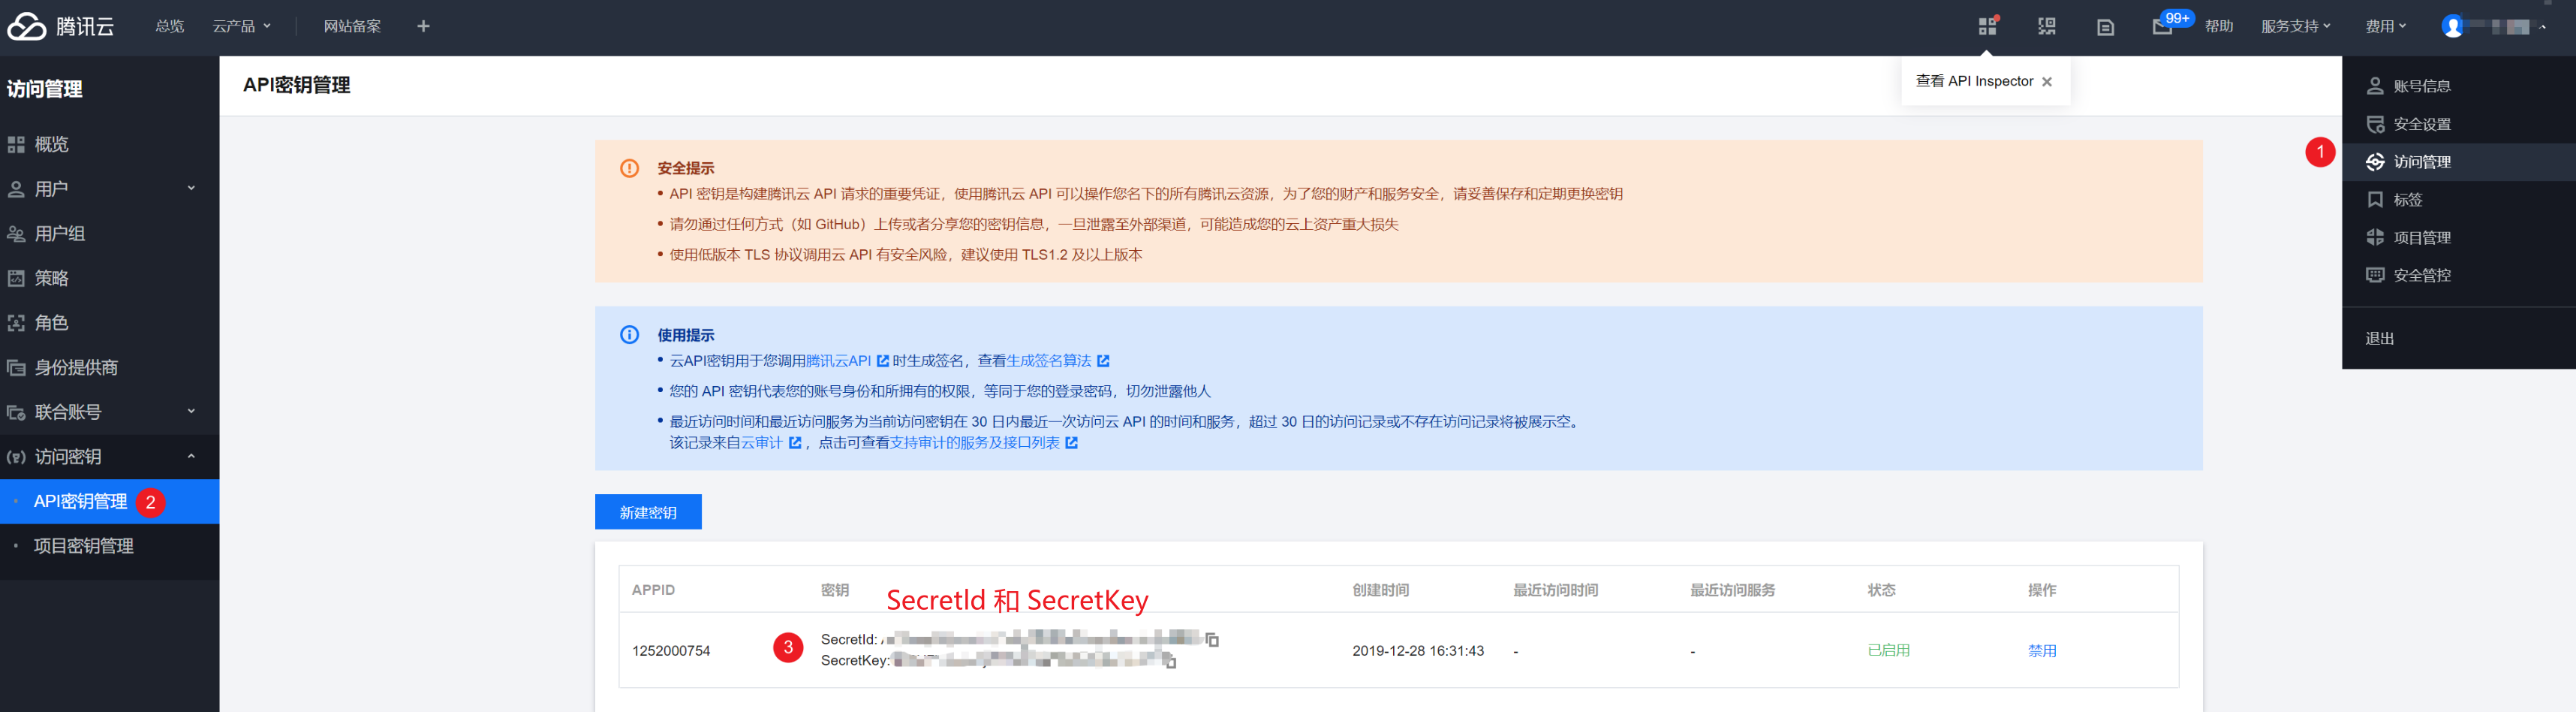 腾讯云
总览
云产品
网站备案
99+
帮助
服务支持
费用
访问管理
概览
用户
用户组
策略
角色
身份提供商
联合账号
访问密钥
API密钥管理
2
项目密钥管理
API密钥管理
查看 API Inspector
安全提示
• API 密钥是构建腾讯云 API 请求的重要凭证，使用腾讯云 API 可以操作您名下的所有腾讯云资源，为了您的财产和服务安全，请妥善保存和定期更换密钥
• 请勿通过任何方式（如 GitHub）上传或者分享您的密钥信息，一旦泄露至外部渠道，可能造成您的云上资产重大损失
• 使用低版本 TLS 协议调用云 API 有安全风险，建议使用 TLS1.2 及以上版本
使用提示
• 云API密钥用于您调用腾讯云API 时生成签名，查看生成签名算法
• 您的 API 密钥代表您的账号身份和所拥有的权限，等同于您的登录密码，切勿泄露他人
• 最近访问时间和最近访问服务为当前访问密钥在 30 日内最近一次访问云 API 的时间和服务，超过 30 日的访问记录或不存在访问记录将被展示空。
该记录来自云审计 ，点击可查看支持审计的服务及接口列表
新建密钥
APPID
密钥
SecretId 和 SecretKey
创建时间
最近访问时间
最近访问服务
状态
操作
1252000754
3
SecretId:
SecretKey:
2019-12-28 16:31:43
-
-
已启用
禁用
账号信息
安全设置
1
访问管理
标签
项目管理
安全管控
退出